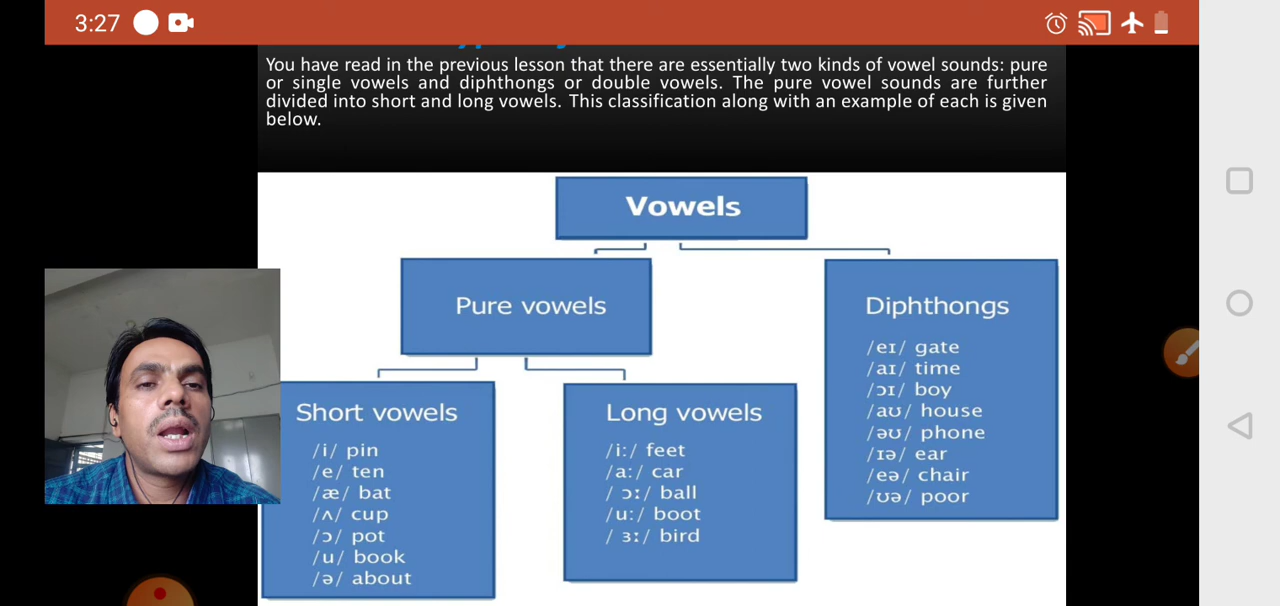 3:27
You have read in the previous lesson that there are essentially two kinds of vowel sounds: pure
or single vowels and diphthongs or double vowels. The pure vowel sounds are further
divided into short and long vowels. This classification along with an example of each is given
below.
Vowels
Pure vowels
Short vowels
/i/ pin
/e/ ten
/æ/ bat
/ʌ/ cup
/ɔ/ pot
/u/ book
/ə/ about
Long vowels
/i:/ feet
/a:/ car
/ ɔ:/ ball
/u:/ boot
/ ɜ:/ bird
Diphthongs
/eɪ/ gate
/aɪ/ time
/ɔɪ/ boy
/aʊ/ house
/əʊ/ phone
/ɪə/ ear
/eə/ chair
/ʊə/ poor